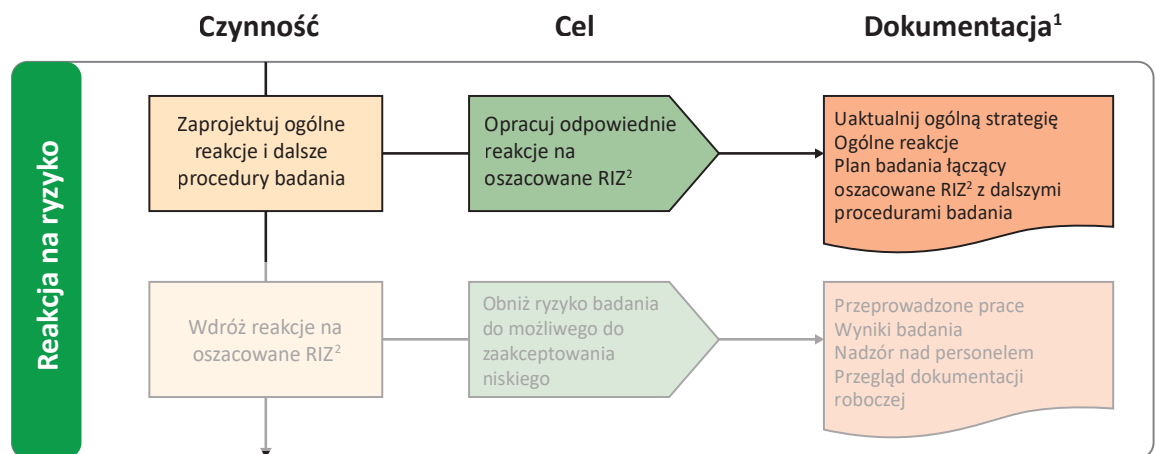 Czynność
Cel
Dokumentacja¹
Reakcja na ryzyko
Zaprojektuj ogólne
reakcje i dalsze
procedury badania
Opracuj odpowiednie
reakcje na
oszacowane RIZ²
Uaktualnij ogólną strategię
Ogólne reakcje
Plan badania łączący
oszacowane RIZ² z dalszymi
procedurami badania
Wdróż reakcje na
oszacowane RIZ²
Obniż ryzyko badania
do możliwego do
zaakceptowania
niskiego
Przeprowadzone prace
Wyniki badania
Nadzór nad personelem
Przegląd dokumentacji
roboczej